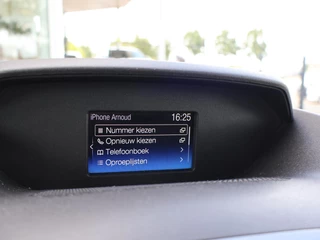 iPhone Arnoud 16:25
Nummer kiezen
Opnieuw kiezen
Telefoonboek
Oproeplijsten